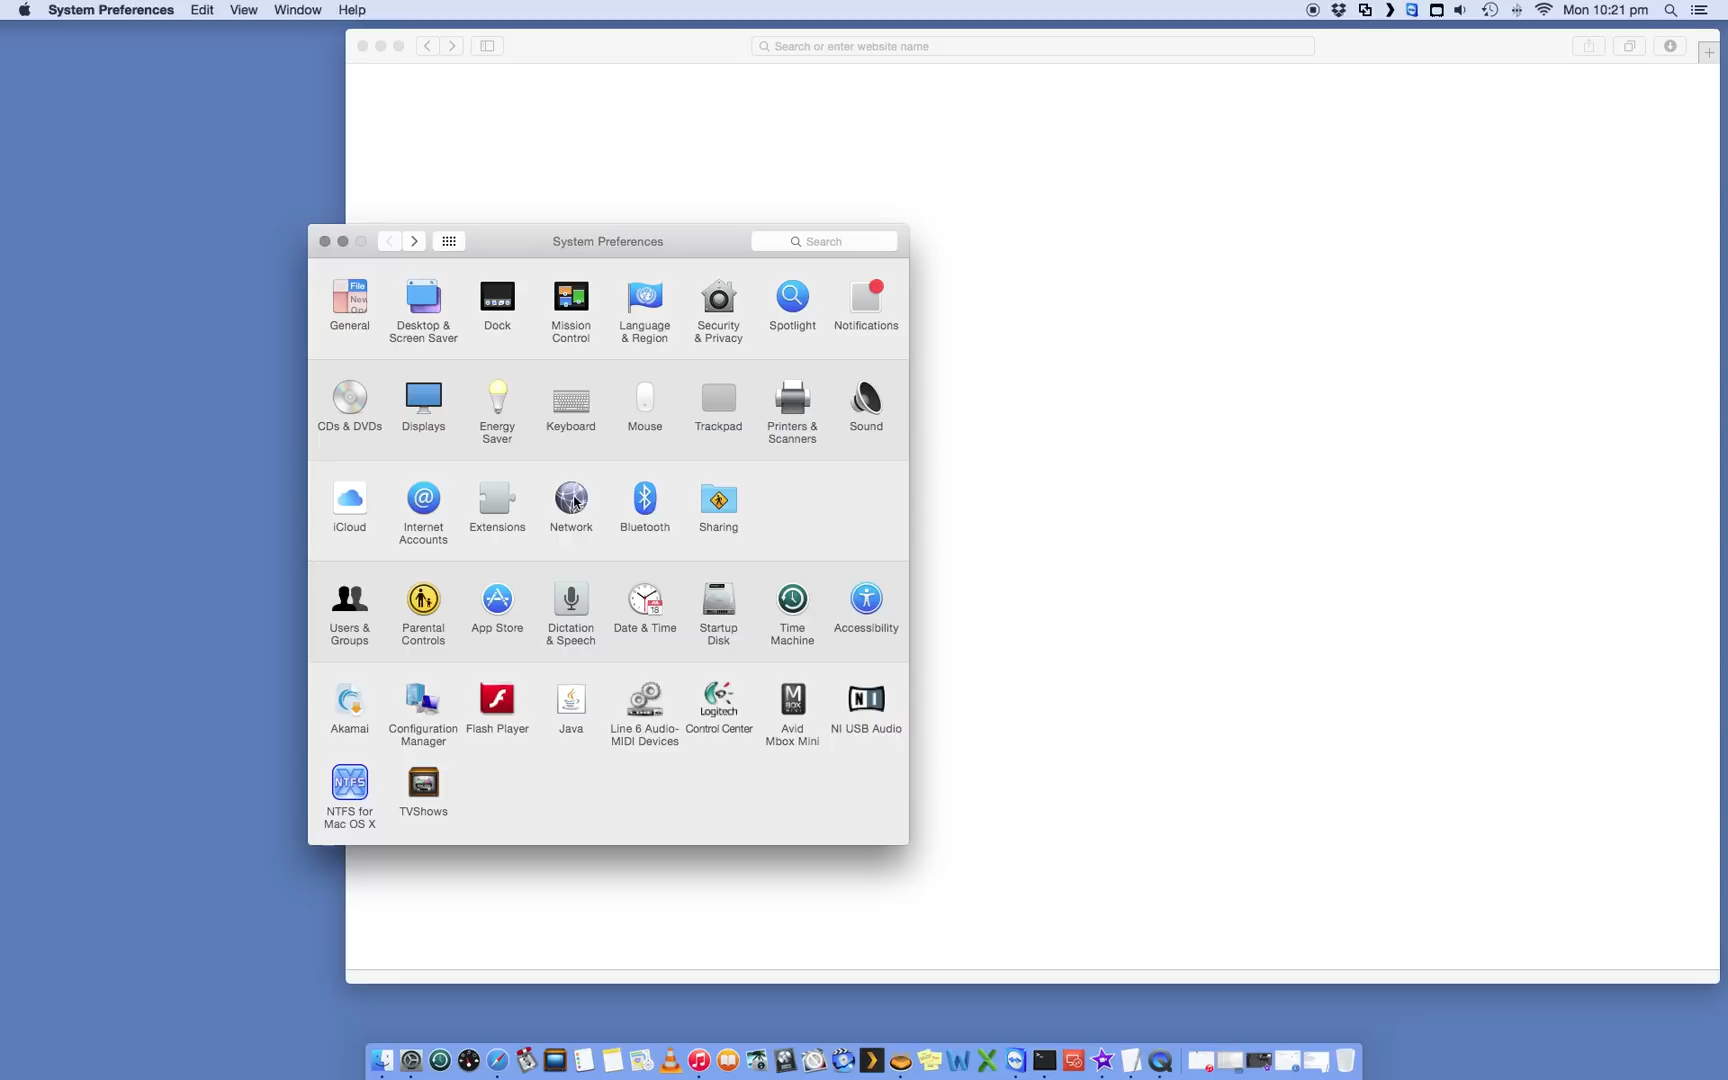 System Preferences Edit View Window Help Mon 10:21 pm
Search or enter website name
System Preferences Search
General Desktop & Screen Saver Dock Mission Control Language & Region Security & Privacy Spotlight Notifications
CDs & DVDs Displays Energy Saver Keyboard Mouse Trackpad Printers & Scanners Sound
iCloud Internet Accounts Extensions Network Bluetooth Sharing
Users & Groups Parental Controls App Store Dictation & Speech Date & Time Startup Disk Time Machine Accessibility
Akamai Configuration Manager Flash Player Java Line 6 Audio-MIDI Devices Control Center Avid Mbox Mini NI USB Audio
NTFS for Mac OS X TVShows